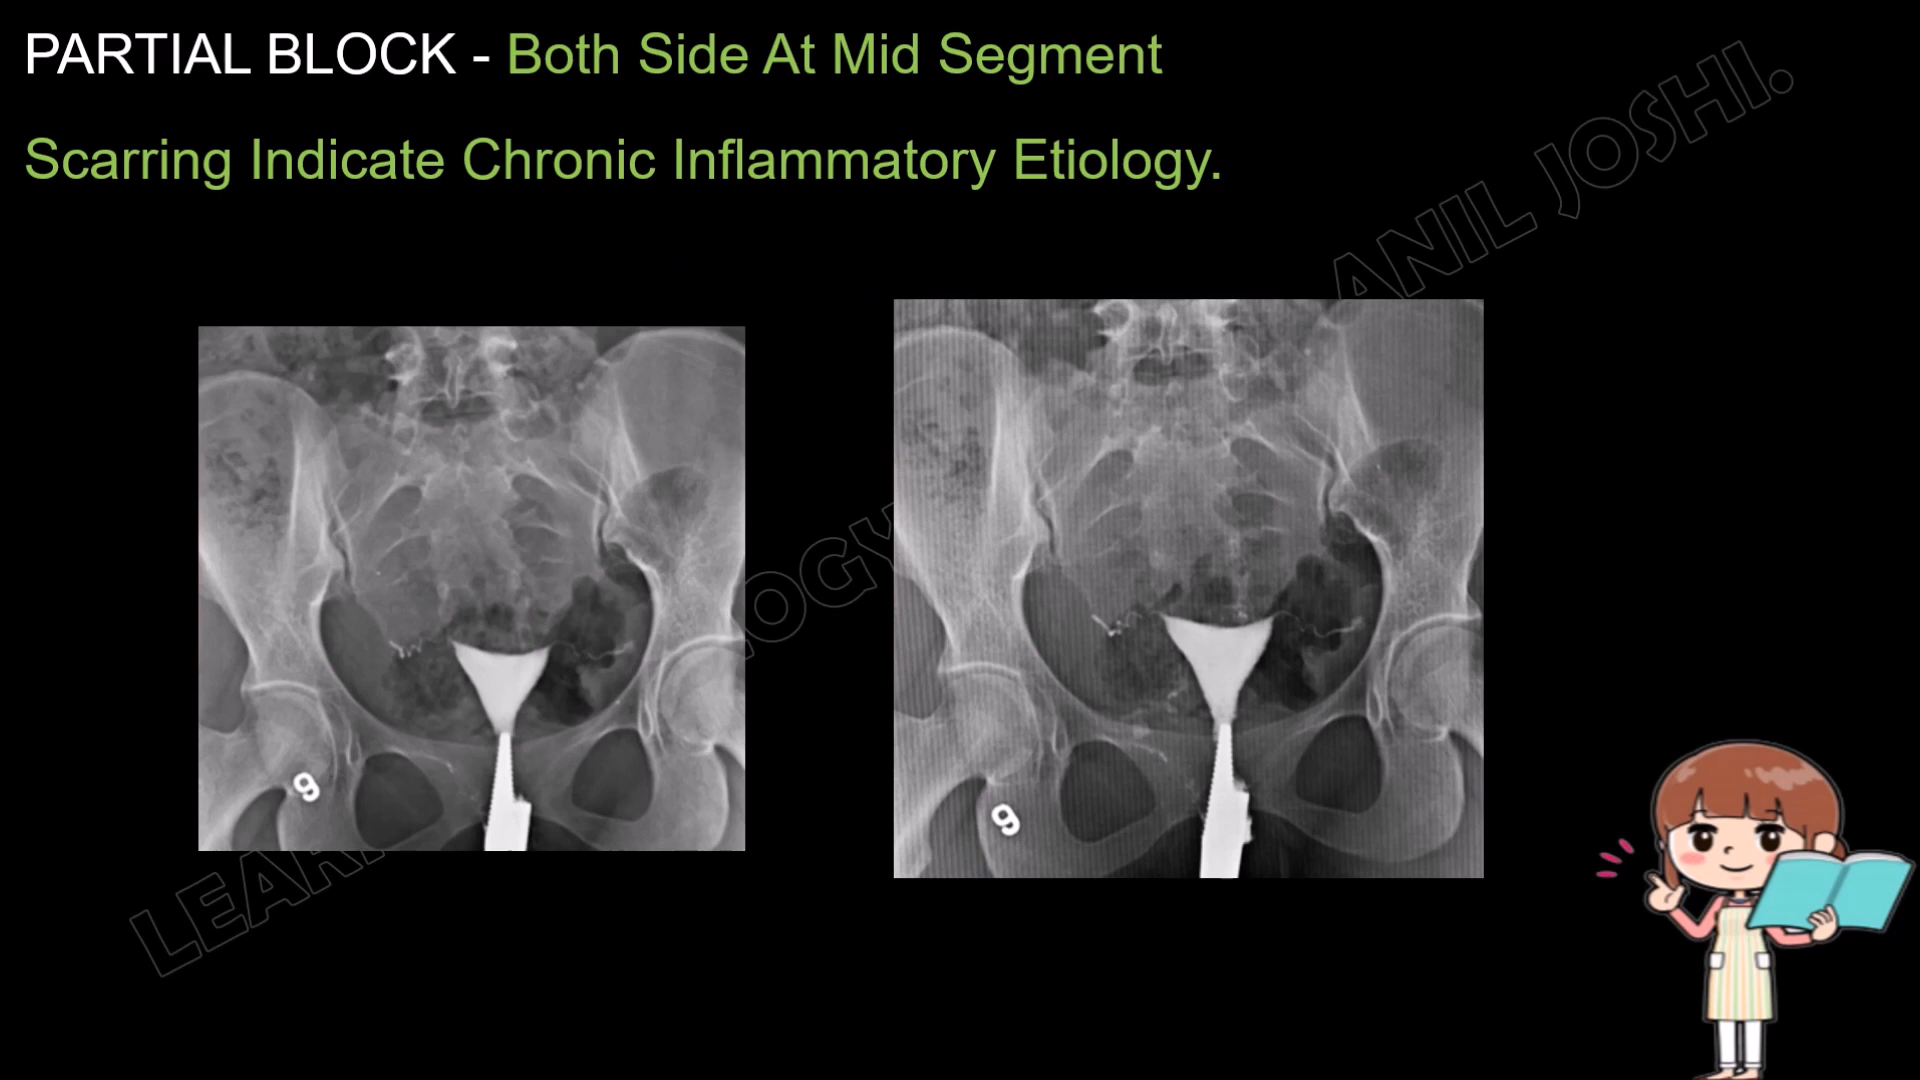 PARTIAL BLOCK - Both Side At Mid Segment
Scarring Indicate Chronic Inflammatory Etiology.
ANIL JOSHI.
9
9